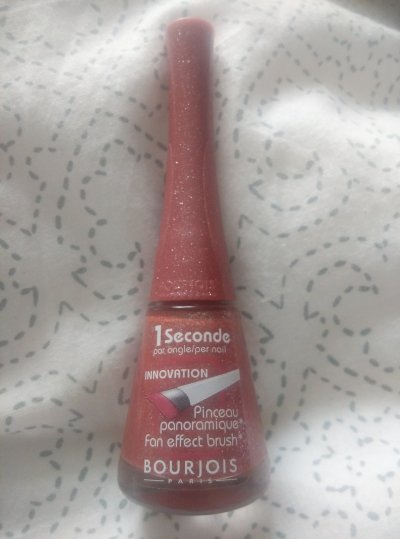 1 Seconde
par ongle/per nail
INNOVATION
Pinceau
panoramique*
Fan effect brush*
BOURJOIS
PARIS